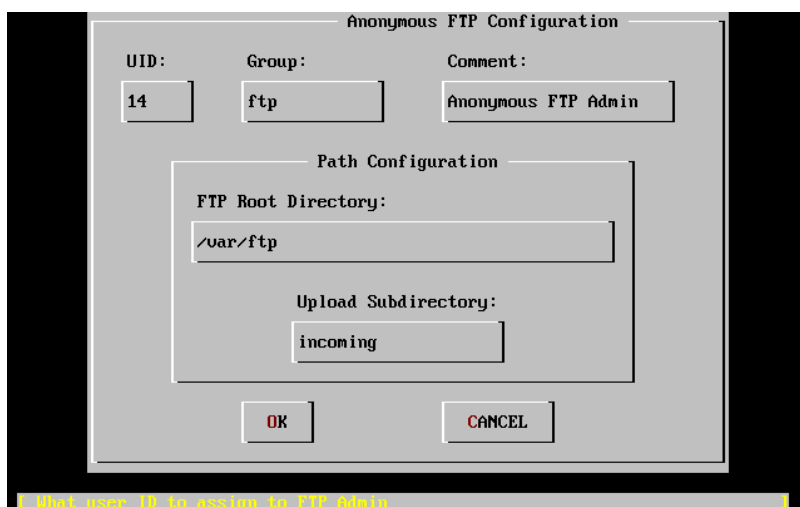 Anonymous FTP Configuration
UID: Group: Comment:
14 ftp Anonymous FTP Admin
Path Configuration
FTP Root Directory:
/var/ftp
Upload Subdirectory:
incoming
OK CANCEL
[ What user ID to assign to FTP Admin ]